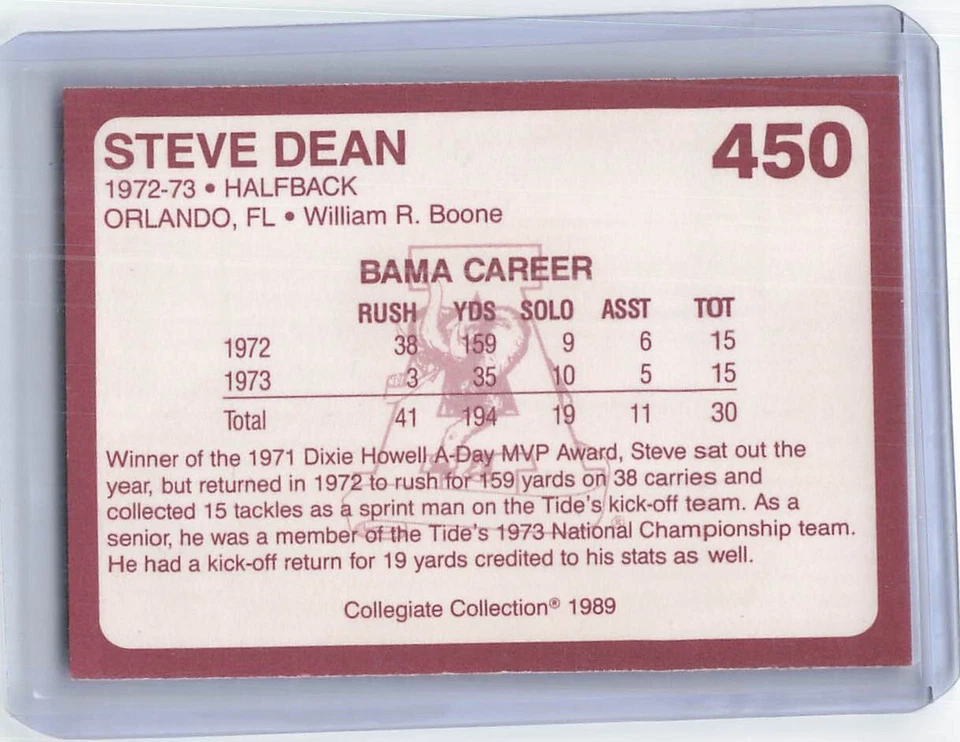 STEVE DEAN 450
1972-73 • HALFBACK
ORLANDO, FL • William R. Boone
BAMA CAREER
RUSH YDS SOLO ASST TOT
1972 38 159 9 6 15
1973 3 35 10 5 15
Total 41 194 19 11 30
Winner of the 1971 Dixie Howell A-Day MVP Award, Steve sat out the
year, but returned in 1972 to rush for 159 yards on 38 carries and
collected 15 tackles as a sprint man on the Tide's kick-off team. As a
senior, he was a member of the Tide's 1973 National Championship team.
He had a kick-off return for 19 yards credited to his stats as well.
Collegiate Collection® 1989